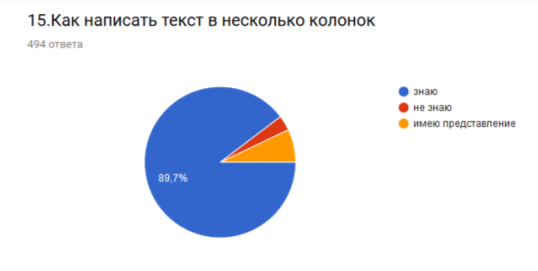 15.Как написать текст в несколько колонок
494 ответа
знаю
не знаю
имею представление
89,7%